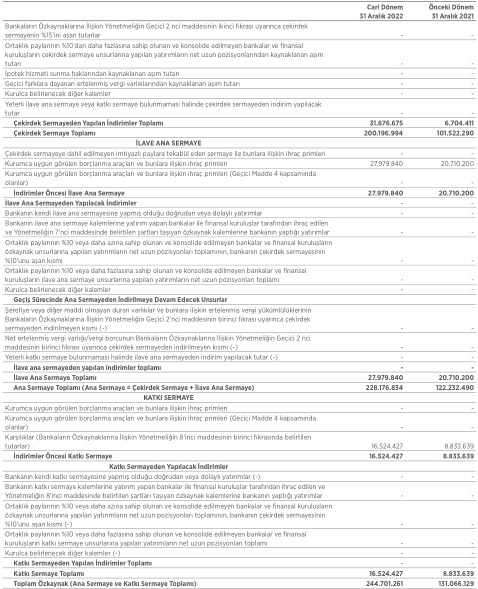 Cari Dönem Önceki Dönem
31 Aralık 2022 31 Aralık 2021
Bankaların Özkaynaklarına İlişkin Yönetmeliğin Geçici 2 nci maddesinin ikinci fıkrası uyarınca çekirdek
sermayenin %15'ini aşan tutarlar - -
Ortaklık paylarının %10'dan daha fazlasına sahip olunan ve konsolide edilmeyen bankalar ve finansal
kuruluşların çekirdek sermaye unsurlarına yapılan yatırımların net uzun pozisyonlarından kaynaklanan aşım
tutarı - -
İpotek hizmeti sunma haklarından kaynaklanan aşım tutarı - -
Geçici farklara dayanan ertelenmiş vergi varlıklarından kaynaklanan aşım tutarı - -
Kurulca belirlenecek diğer kalemler - -
Yeterli ilave ana sermaye veya katkı sermaye bulunmaması halinde çekirdek sermayeden indirim yapılacak
tutar - -
Çekirdek Sermayeden Yapılan İndirimler Toplamı 31.676.675 6.704.411
Çekirdek Sermaye Toplamı 200.196.994 101.522.290
İLAVE ANA SERMAYE
Çekirdek sermayeye dahil edilmeyen imtiyazlı paylara tekabül eden sermaye ile bunlara ilişkin ihraç primleri - -
Kurumca uygun görülen borçlanma araçları ve bunlara ilişkin ihraç primleri 27.979.840 20.710.200
Kurumca uygun görülen borçlanma araçları ve bunlara ilişkin ihraç primleri (Geçici Madde 4 kapsamında
olanlar) - -
İndirimler Öncesi İlave Ana Sermaye 27.979.840 20.710.200
İlave Ana Sermayeden Yapılacak İndirimler - -
Bankanın kendi ilave ana sermayesine yapmış olduğu doğrudan veya dolaylı yatırımlar - -
Bankanın ilave ana sermaye kalemlerine yatırım yapan bankalar ile finansal kuruluşlar tarafından ihraç edilen
ve Yönetmeliğin 7'nci maddesinde belirtilen şartları taşıyan özkaynak kalemlerine bankanın yaptığı yatırımlar - -
Ortaklık paylarının %10 veya daha azına sahip olunan ve konsolide edilmeyen bankalar ve finansal kuruluşların
özkaynak unsurlarına yapılan yatırımların net uzun pozisyonları toplamının, bankanın çekirdek sermayesinin
%10'unu aşan kısmı - -
Ortaklık paylarının %10 veya daha fazlasına sahip olunan ve konsolide edilmeyen bankalar ve finansal
kuruluşların ilave ana sermaye unsurlarına yapılan yatırımların net uzun pozisyonları toplamı - -
Kurulca belirlenecek diğer kalemler - -
Geçiş Sürecinde Ana Sermayeden İndirilmeye Devam Edecek Unsurlar
Şerefiye veya diğer maddi olmayan duran varlıklar ve bunlara ilişkin ertelenmiş vergi yükümlülüklerinin
Bankaların Özkaynaklarına İlişkin Yönetmeliğin Geçici 2'nci maddesinin birinci fıkrası uyarınca çekirdek
sermayeden indirilmeyen kısmı (-) - -
Net ertelenmiş vergi varlığı/vergi borcunun Bankaların Özkaynaklarına İlişkin Yönetmeliğin Geçici 2 nci
maddesinin birinci fıkrası uyarınca çekirdek sermayeden indirilmeyen kısmı (-) - -
Yeterli katkı sermaye bulunmaması halinde ilave ana sermayeden indirim yapılacak tutar (-) - -
İlave ana sermayeden yapılan indirimler toplamı - -
İlave Ana Sermaye Toplamı 27.979.840 20.710.200
Ana Sermaye Toplamı (Ana Sermaye = Çekirdek Sermaye + İlave Ana Sermaye) 228.176.834 122.232.490
KATKI SERMAYE
Kurumca uygun görülen borçlanma araçları ve bunlara ilişkin ihraç primleri - -
Kurumca uygun görülen borçlanma araçları ve bunlara ilişkin ihraç primleri (Geçici Madde 4 kapsamında
olanlar) - -
Karşılıklar (Bankaların Özkaynaklarına İlişkin Yönetmeliğin 8'inci maddesinin birinci fıkrasında belirtilen
tutarlar) 16.524.427 8.833.639
İndirimler Öncesi Katkı Sermaye 16.524.427 8.833.639
Katkı Sermayeden Yapılacak İndirimler
Bankanın kendi katkı sermayesine yapmış olduğu doğrudan veya dolaylı yatırımlar (-) - -
Bankanın katkı sermaye kalemlerine yatırım yapan bankalar ile finansal kuruluşlar tarafından ihraç edilen ve
Yönetmeliğin 8'inci maddesinde belirtilen şartları taşıyan özkaynak kalemlerine bankanın yaptığı yatırımlar - -
Ortaklık paylarının %10 veya daha azına sahip olunan ve konsolide edilmeyen bankalar ve finansal kuruluşların
özkaynak unsurlarına yapılan yatırımların net uzun pozisyonları toplamının, bankanın çekirdek sermayesinin
%10'unu aşan kısmı (-) - -
Ortaklık paylarının %10 veya daha fazlasına sahip olunan ve konsolide edilmeyen bankalar ve finansal
kuruluşların katkı sermaye unsurlarına yapılan yatırımların net uzun pozisyonları toplamı - -
Kurulca belirlenecek diğer kalemler (-) - -
Katkı Sermayeden Yapılan İndirimler Toplamı - -
Katkı Sermaye Toplamı 16.524.427 8.833.639
Toplam Özkaynak (Ana Sermaye ve Katkı Sermaye Toplamı) 244.701.261 131.066.129